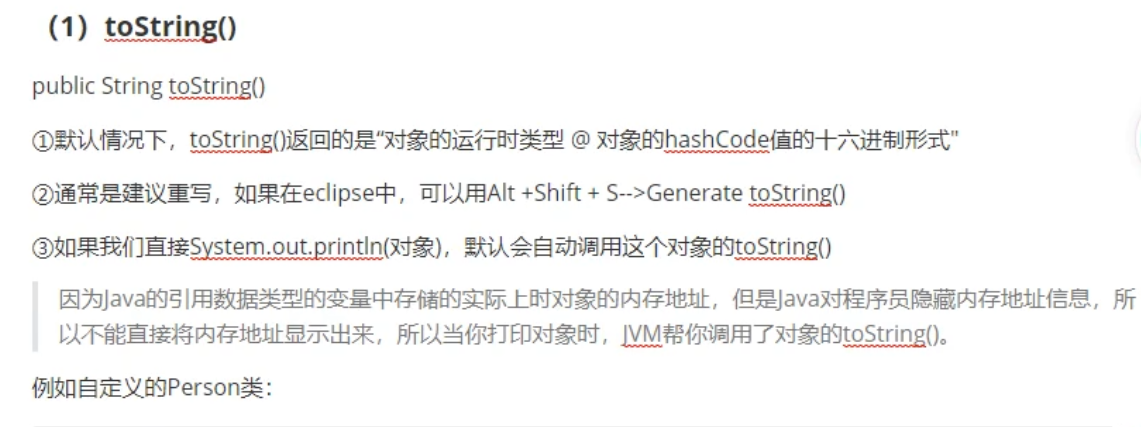 （1）toString()
public String toString()
①默认情况下，toString()返回的是“对象的运行时类型 @ 对象的hashCode值的十六进制形式"
②通常是建议重写，如果在eclipse中，可以用Alt +Shift + S-->Generate toString()
③如果我们直接System.out.println(对象)，默认会自动调用这个对象的toString()
因为Java的引用数据类型的变量中存储的实际上时对象的内存地址，但是Java对程序员隐藏内存地址信息，所
以不能直接将内存地址显示出来，所以当你打印对象时，JVM帮你调用了对象的toString()。
例如自定义的Person类：